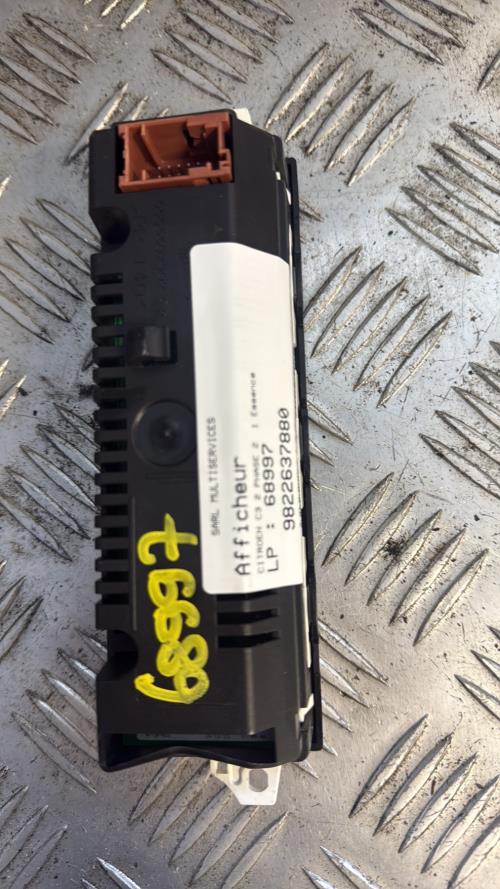 SARL MULTISERVICES
Afficheur
CITROEN C3 2 PHASE 2 1 Essence
LP : 68997
9822637880
68997